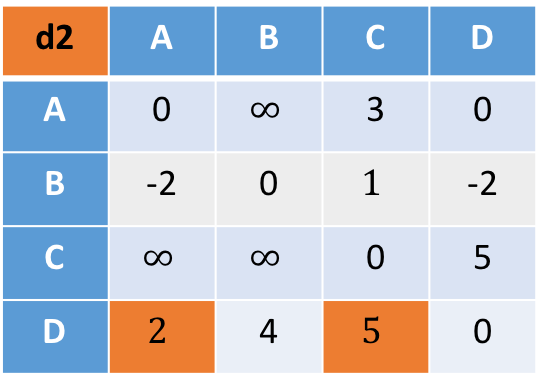 d2 A B C D
A 0 ∞ 3 0
B -2 0 1 -2
C ∞ ∞ 0 5
D 2 4 5 0